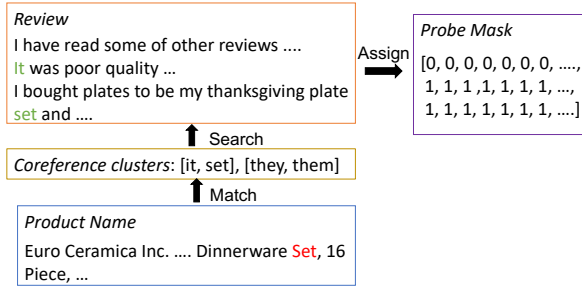 Review
I have read some of other reviews ....
It was poor quality ...
I bought plates to be my thanksgiving plate
set and ....
Assign
Probe Mask
[0, 0, 0, 0, 0, 0, 0, ....,
1, 1, 1 ,1, 1, 1, 1, ...,
1, 1, 1, 1, 1, 1, 1, ....]
Search
Coreference clusters: [it, set], [they, them]
Match
Product Name
Euro Ceramica Inc. .... Dinnerware Set, 16
Piece, ...